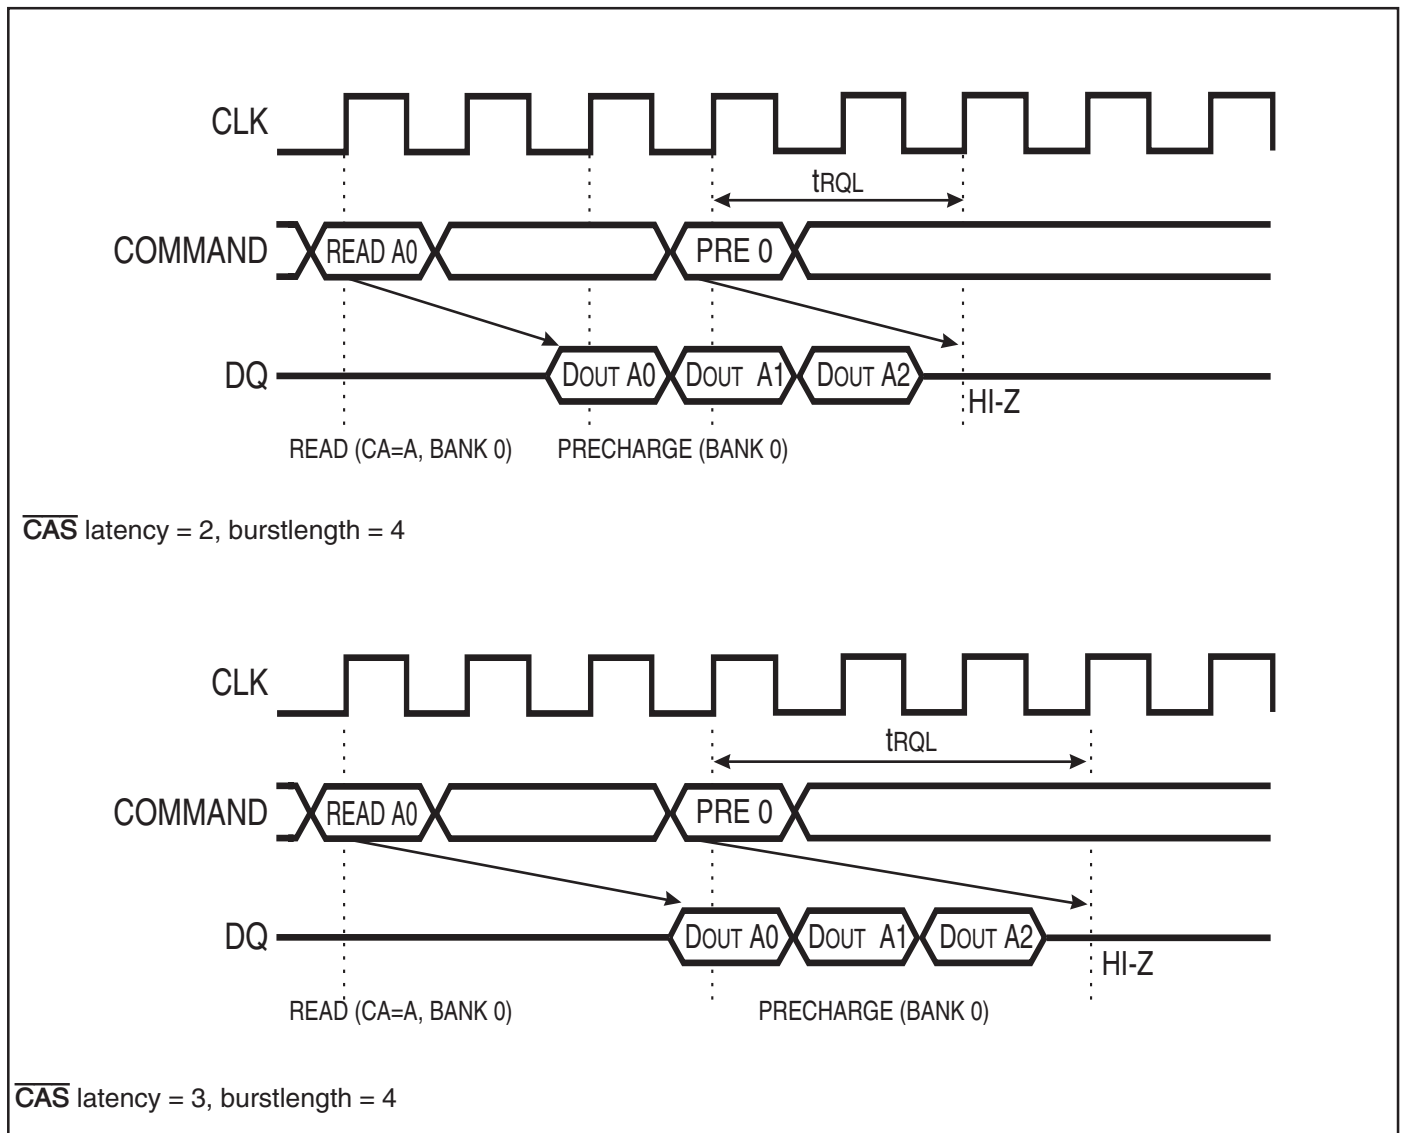 CLK
tRQL
COMMAND READ A0 PRE 0
DQ DOUT A0 DOUT A1 DOUT A2
HI-Z
READ (CA=A, BANK 0) PRECHARGE (BANK 0)
CAS latency = 2, burstlength = 4
CLK
tRQL
COMMAND READ A0 PRE 0
DQ DOUT A0 DOUT A1 DOUT A2
HI-Z
READ (CA=A, BANK 0) PRECHARGE (BANK 0)
CAS latency = 3, burstlength = 4